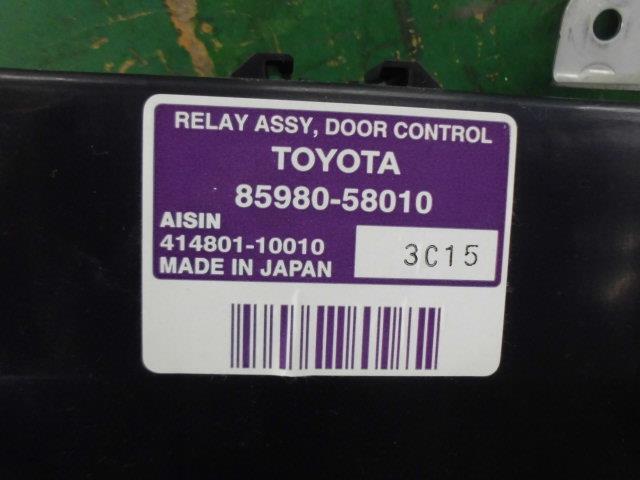 RELAY ASSY, DOOR CONTROL
TOYOTA
85980-58010
AISIN
414801-10010
MADE IN JAPAN
3C15